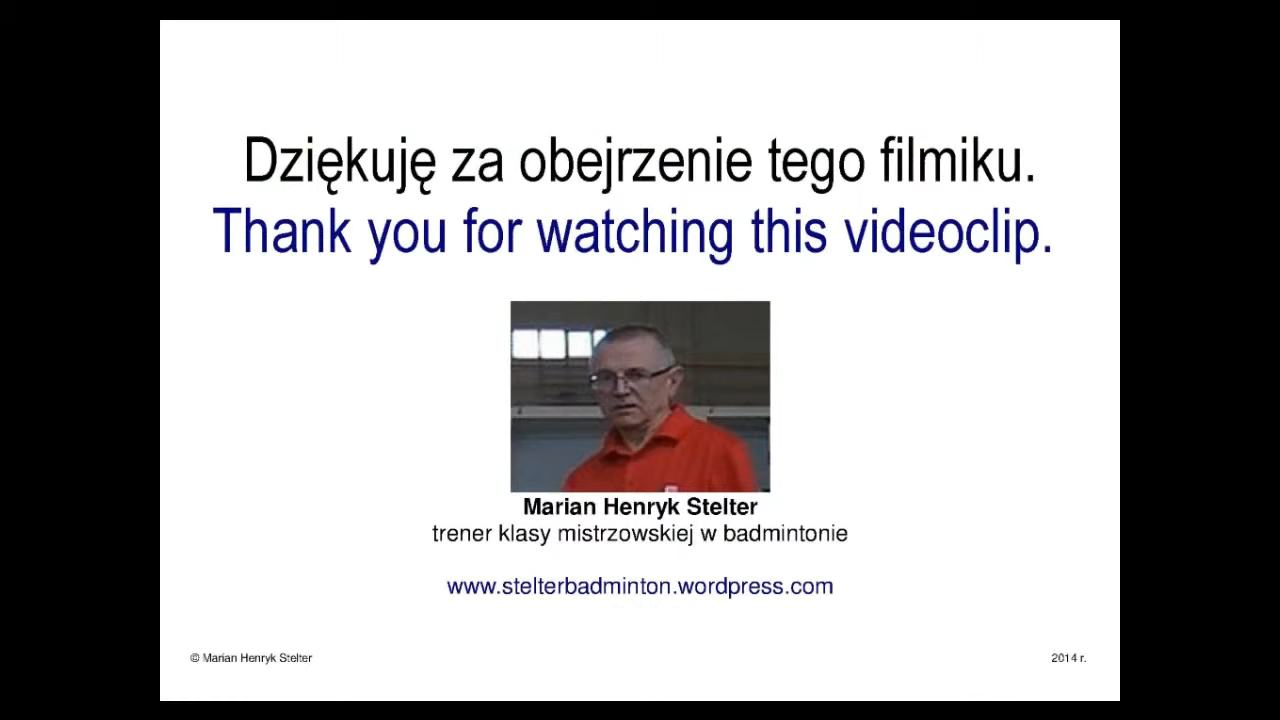 Dziękuję za obejrzenie tego filmiku.
Thank you for watching this videoclip.
Marian Henryk Stelter
trener klasy mistrzowskiej w badmintonie
www.stelterbadminton.wordpress.com
© Marian Henryk Stelter
2014 r.